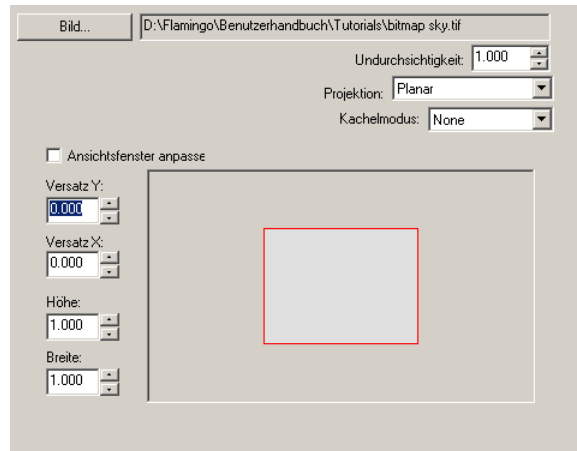 Bild... D:\Flamingo\Benutzerhandbuch\Tutorials\bitmap sky.tif
Undurchsichtigkeit: 1.000
Projektion: Planar
Kachelmodus: None
Ansichtsfenster anpasse
Versatz Y:
0.000
Versatz X:
0.000
Höhe:
1.000
Breite:
1.000